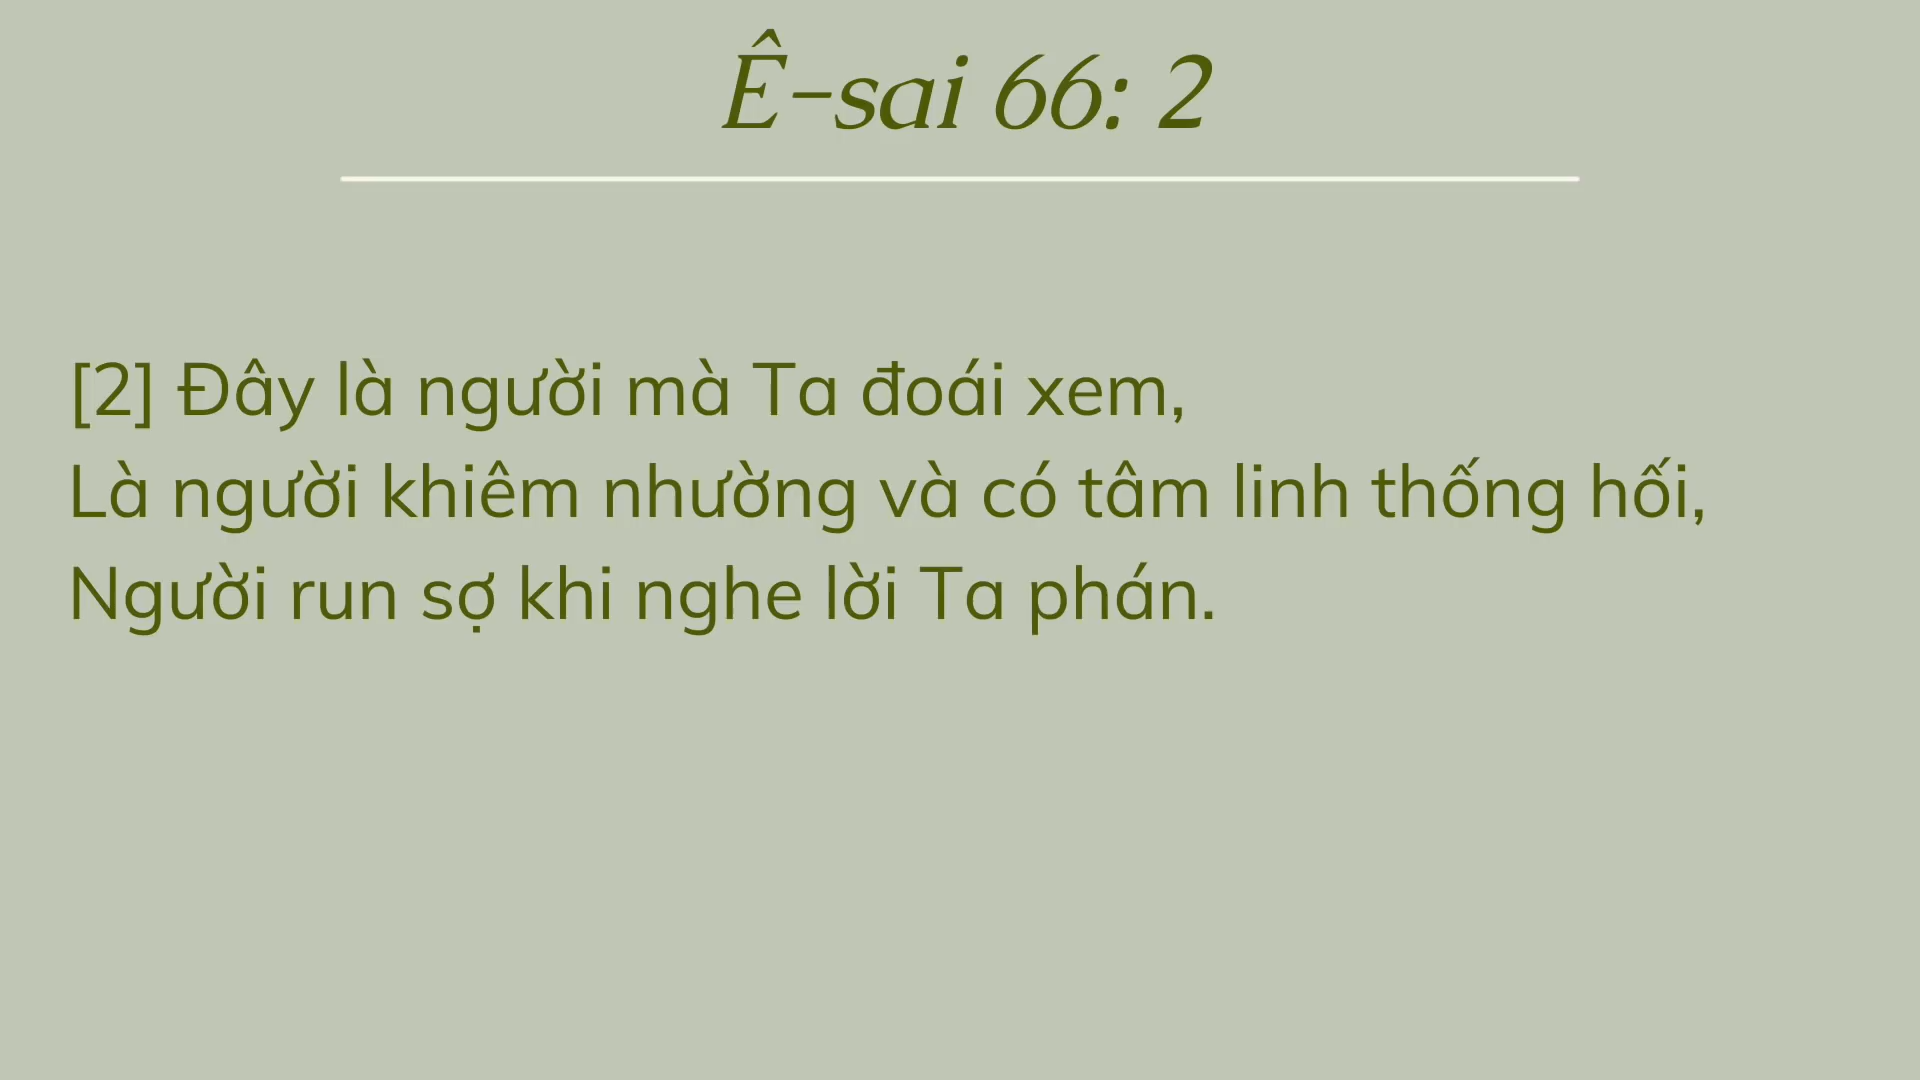 Ê-sai 66: 2
[2] Đây là người mà Ta đoái xem,
Là người khiêm nhường và có tâm linh thống hối,
Người run sợ khi nghe lời Ta phán.